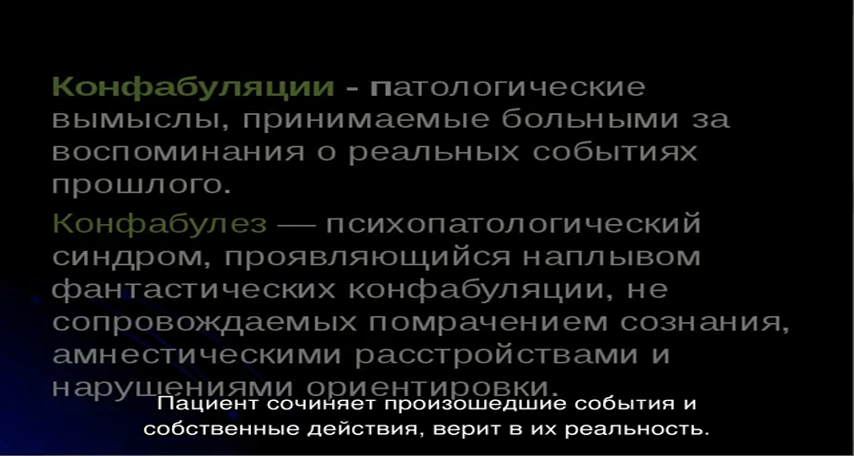 Конфабуляции - патологические
вымыслы, принимаемые больными за
воспоминания о реальных событиях
прошлого.
Конфабулез — психопатологический
синдром, проявляющийся наплывом
фантастических конфабуляции, не
сопровождаемых помрачением сознания,
амнестическими расстройствами и
нарушениями ориентировки.
Пациент сочиняет произошедшие события и
собственные действия, верит в их реальность.